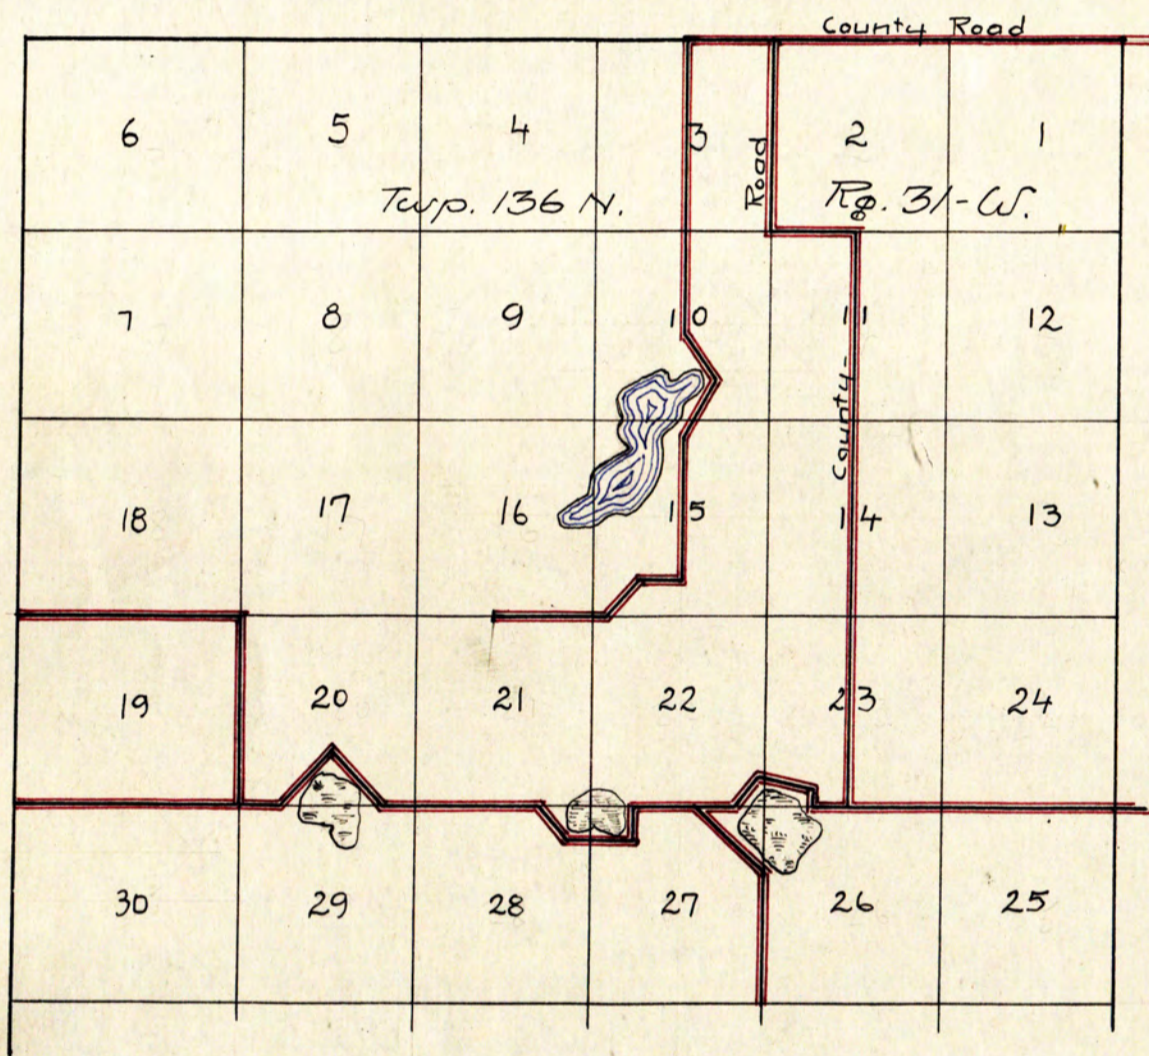 County Road
6 5 4 3 2 1
Road
Twp. 136 N. Rg. 31-W.
7 8 9 10 11 12
County-
18 17 16 15 14 13
19 20 21 22 23 24
30 29 28 27 26 25